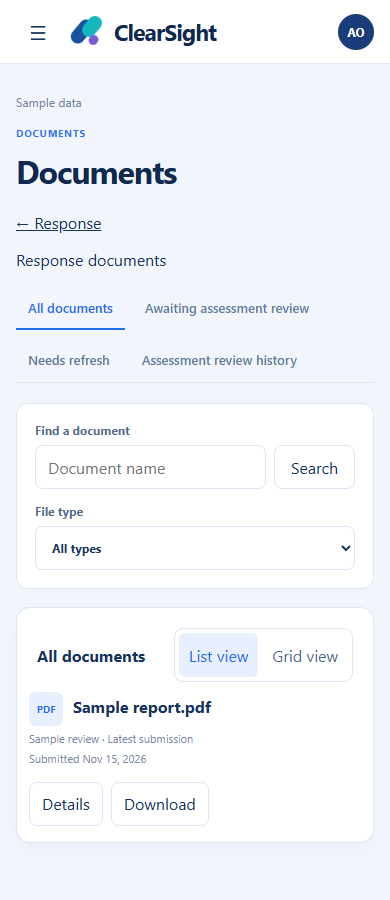 ☰ ClearSight AO
Sample data
DOCUMENTS
Documents
← Response
Response documents
All documents Awaiting assessment review
Needs refresh Assessment review history
Find a document
Document name Search
File type
All types
All documents List view Grid view
PDF Sample report.pdf
Sample review · Latest submission
Submitted Nov 15, 2026
Details Download